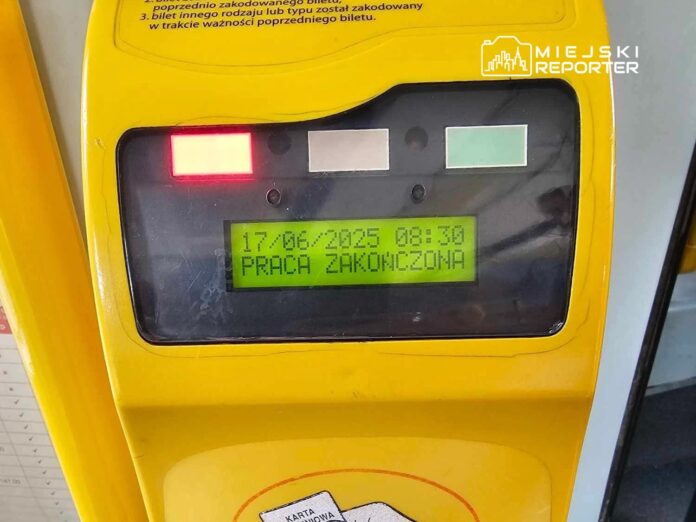 poprzednio zakodowanego biletu,
3. bilet innego rodzaju lub typu został zakodowany
w trakcie ważności poprzedniego biletu.
MIEJSKI
REPORTER
17/06/2025 08:30
PRACA ZAKOŃCZONA
KARTA